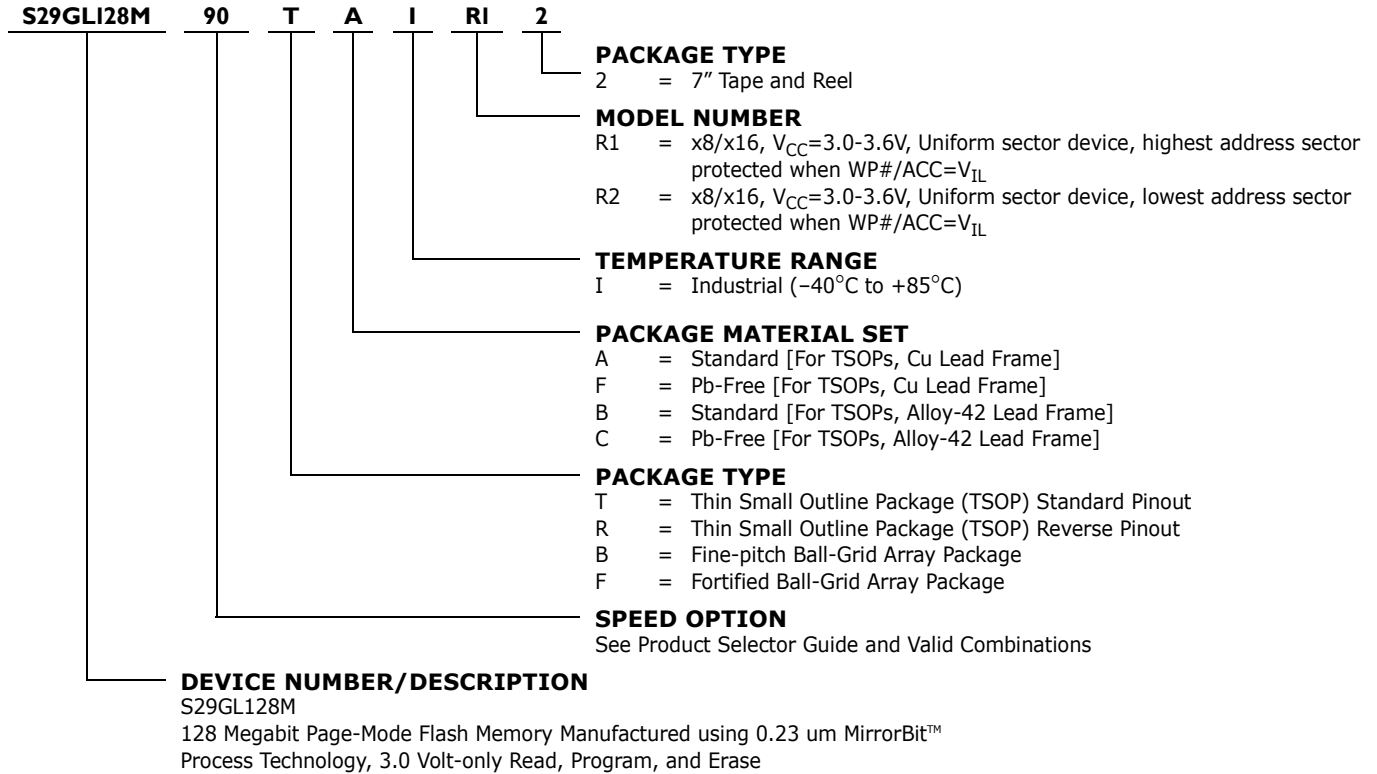 S29GL128M 90 T A I R1 2
PACKAGE TYPE
2 = 7” Tape and Reel
MODEL NUMBER
R1 = x8/x16, VCC=3.0-3.6V, Uniform sector device, highest address sector
protected when WP#/ACC=VIL
R2 = x8/x16, VCC=3.0-3.6V, Uniform sector device, lowest address sector
protected when WP#/ACC=VIL
TEMPERATURE RANGE
I = Industrial (–40°C to +85°C)
PACKAGE MATERIAL SET
A = Standard [For TSOPs, Cu Lead Frame]
F = Pb-Free [For TSOPs, Cu Lead Frame]
B = Standard [For TSOPs, Alloy-42 Lead Frame]
C = Pb-Free [For TSOPs, Alloy-42 Lead Frame]
PACKAGE TYPE
T = Thin Small Outline Package (TSOP) Standard Pinout
R = Thin Small Outline Package (TSOP) Reverse Pinout
B = Fine-pitch Ball-Grid Array Package
F = Fortified Ball-Grid Array Package
SPEED OPTION
See Product Selector Guide and Valid Combinations
DEVICE NUMBER/DESCRIPTION
S29GL128M
128 Megabit Page-Mode Flash Memory Manufactured using 0.23 um MirrorBit™
Process Technology, 3.0 Volt-only Read, Program, and Erase